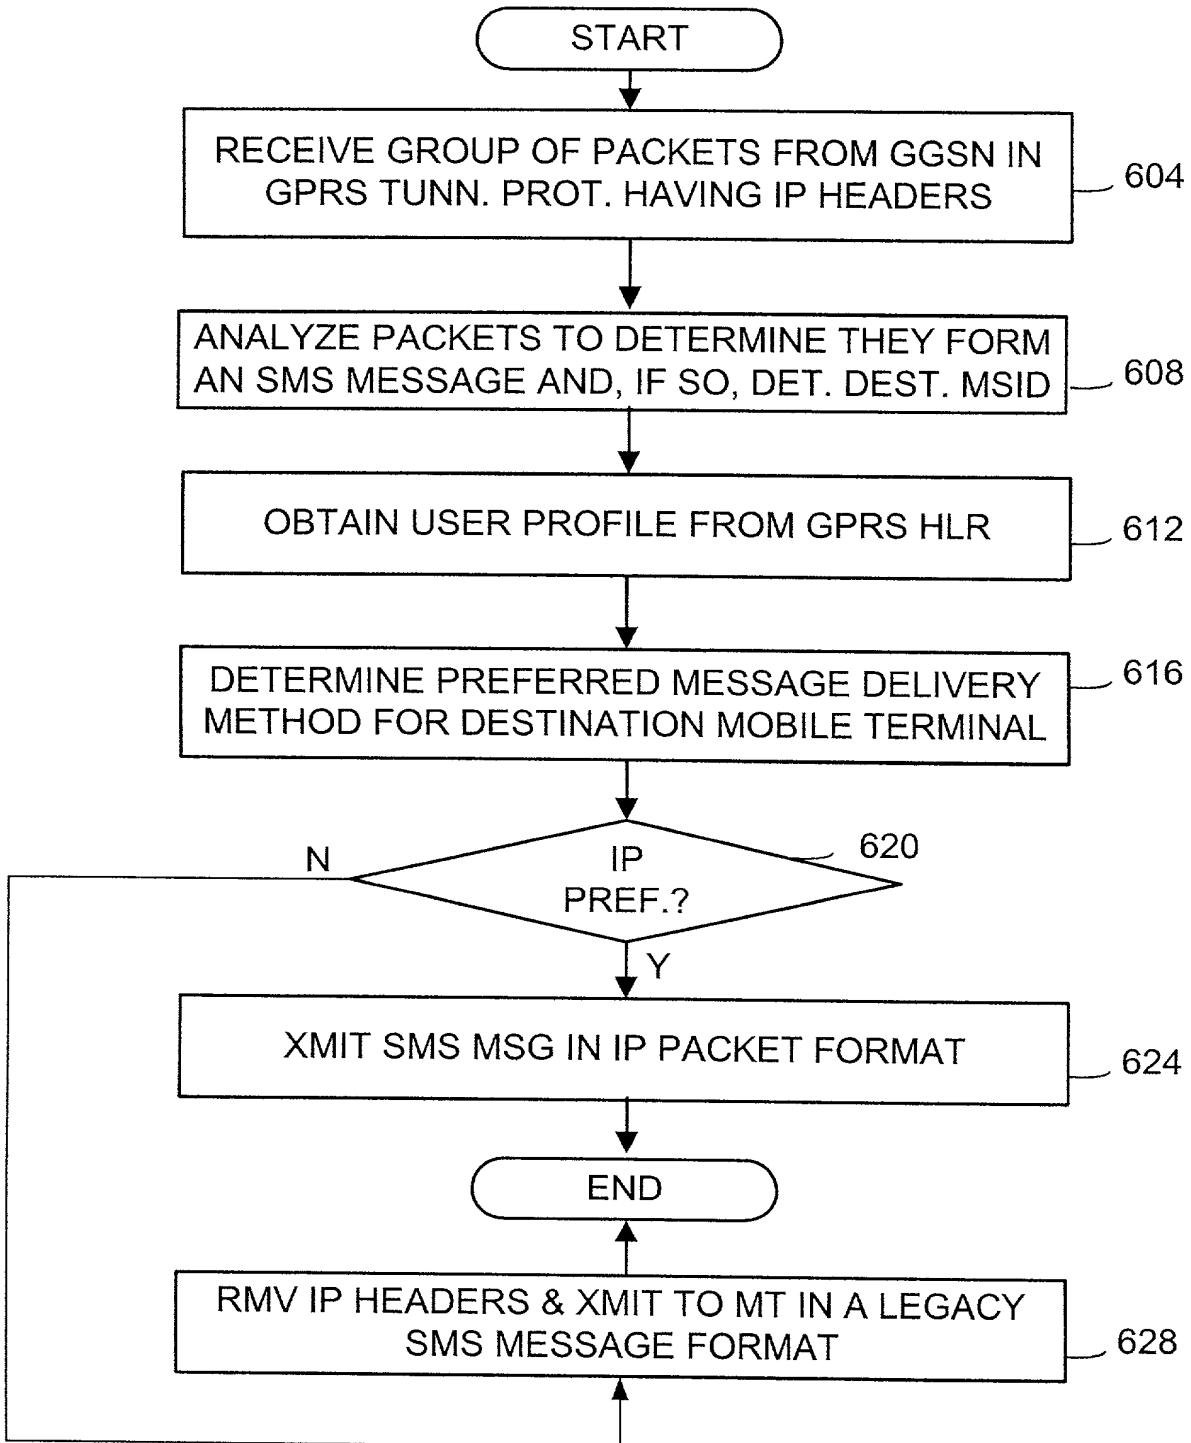 START
RECEIVE GROUP OF PACKETS FROM GGSN IN
GPRS TUNN. PROT. HAVING IP HEADERS
604
ANALYZE PACKETS TO DETERMINE THEY FORM
AN SMS MESSAGE AND, IF SO, DET. DEST. MSID
608
OBTAIN USER PROFILE FROM GPRS HLR
612
DETERMINE PREFERRED MESSAGE DELIVERY
METHOD FOR DESTINATION MOBILE TERMINAL
616
N
IP
PREF.?
620
Y
XMIT SMS MSG IN IP PACKET FORMAT
624
END
RMV IP HEADERS & XMIT TO MT IN A LEGACY
SMS MESSAGE FORMAT
628